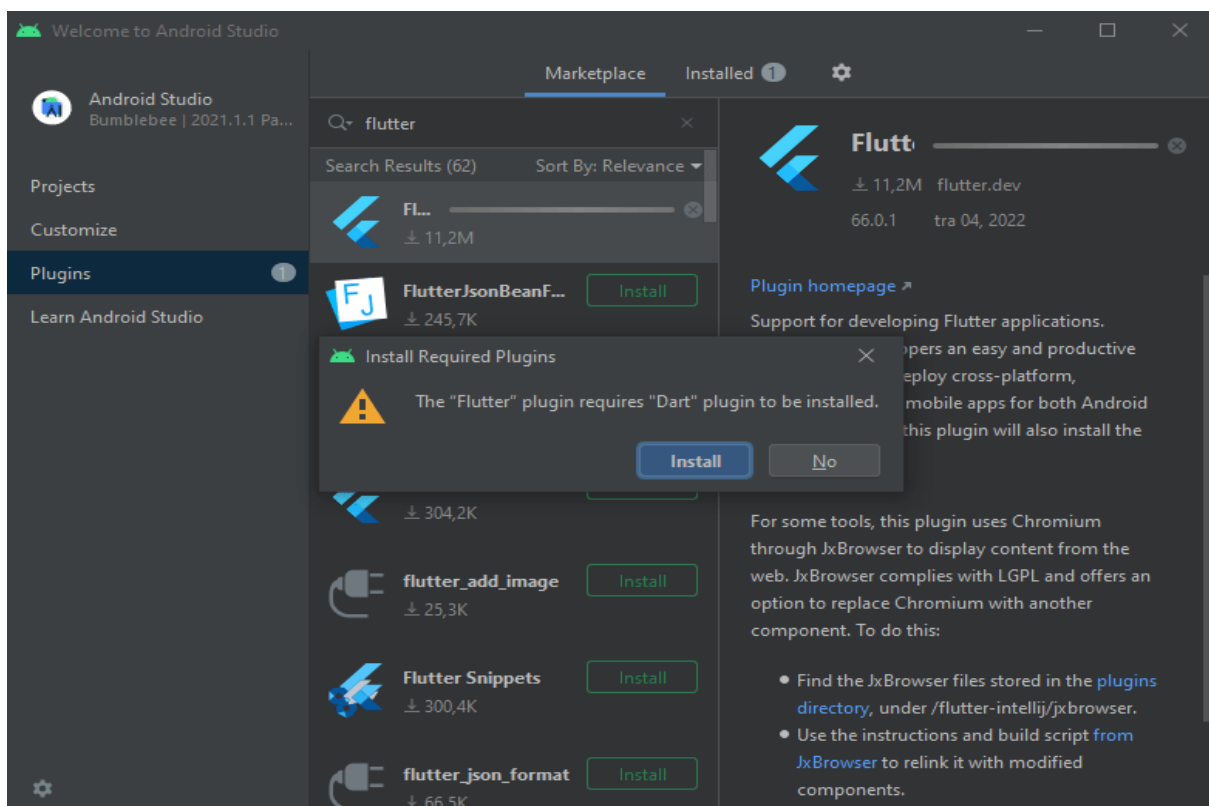 Welcome to Android Studio
Android Studio
Bumblebee | 2021.1.1 Pa...
Projects
Customize
Plugins 1
Learn Android Studio
Marketplace Installed 1
flutter
Search Results (62) Sort By: Relevance
Fl...
11,2M
FlutterJsonBeanF... Install
245,7K
304,2K
flutter_add_image Install
25,3K
Flutter Snippets Install
300,4K
flutter_json_format Install
66,5K
Install Required Plugins
The “Flutter” plugin requires "Dart" plugin to be installed.
Install No
Flutt
11,2M flutter.dev
66.0.1 tra 04, 2022
Plugin homepage
Support for developing Flutter applications.
an easy and productive
cross-platform,
mobile apps for both Android
this plugin will also install the
For some tools, this plugin uses Chromium
through JxBrowser to display content from the
web. JxBrowser complies with LGPL and offers an
option to replace Chromium with another
component. To do this:
Find the JxBrowser files stored in the plugins
directory, under /flutter-intellij/jxbrowser.
Use the instructions and build script from
JxBrowser to relink it with modified
components.